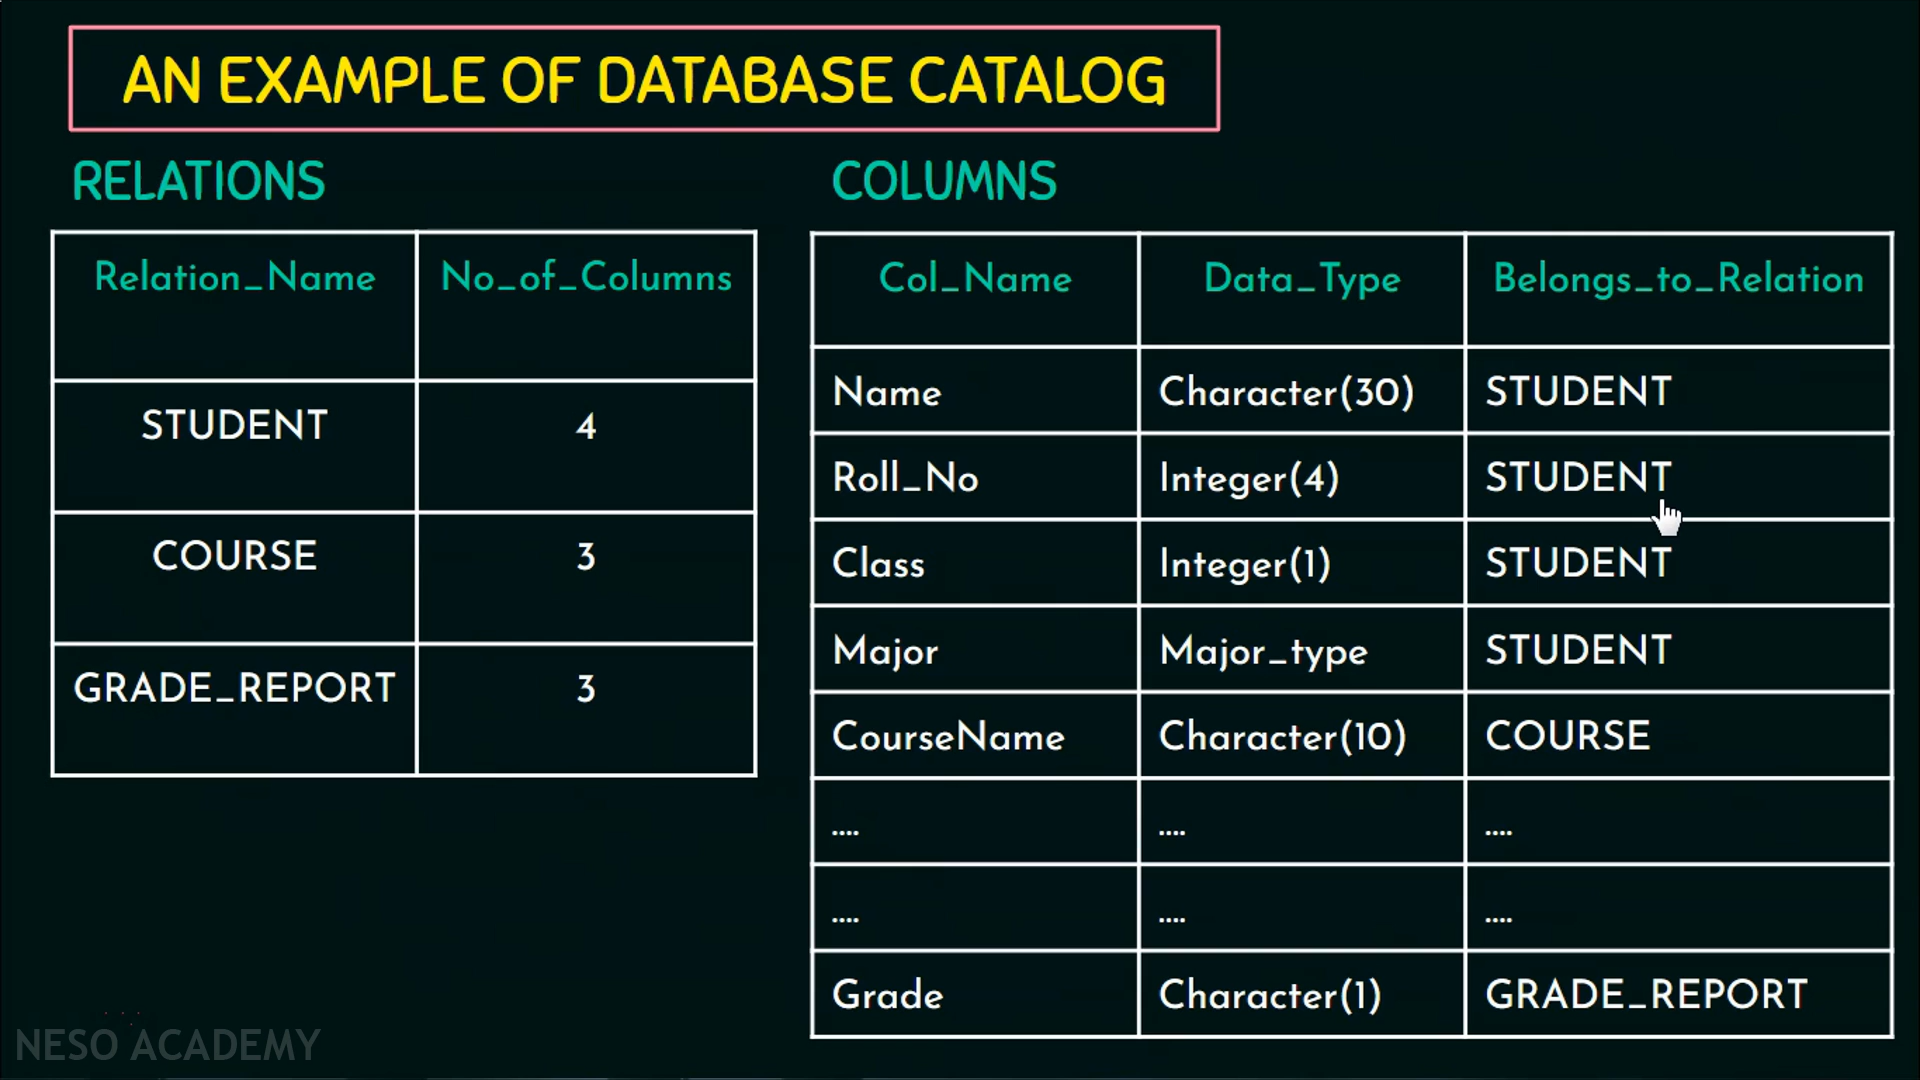 AN EXAMPLE OF DATABASE CATALOG
RELATIONS
Relation_Name No_of_Columns
STUDENT 4
COURSE 3
GRADE_REPORT 3
COLUMNS
Col_Name Data_Type Belongs_to_Relation
Name Character(30) STUDENT
Roll_No Integer(4) STUDENT
Class Integer(1) STUDENT
Major Major_type STUDENT
CourseName Character(10) COURSE
.... .... ....
.... .... ....
Grade Character(1) GRADE_REPORT
NESO ACADEMY